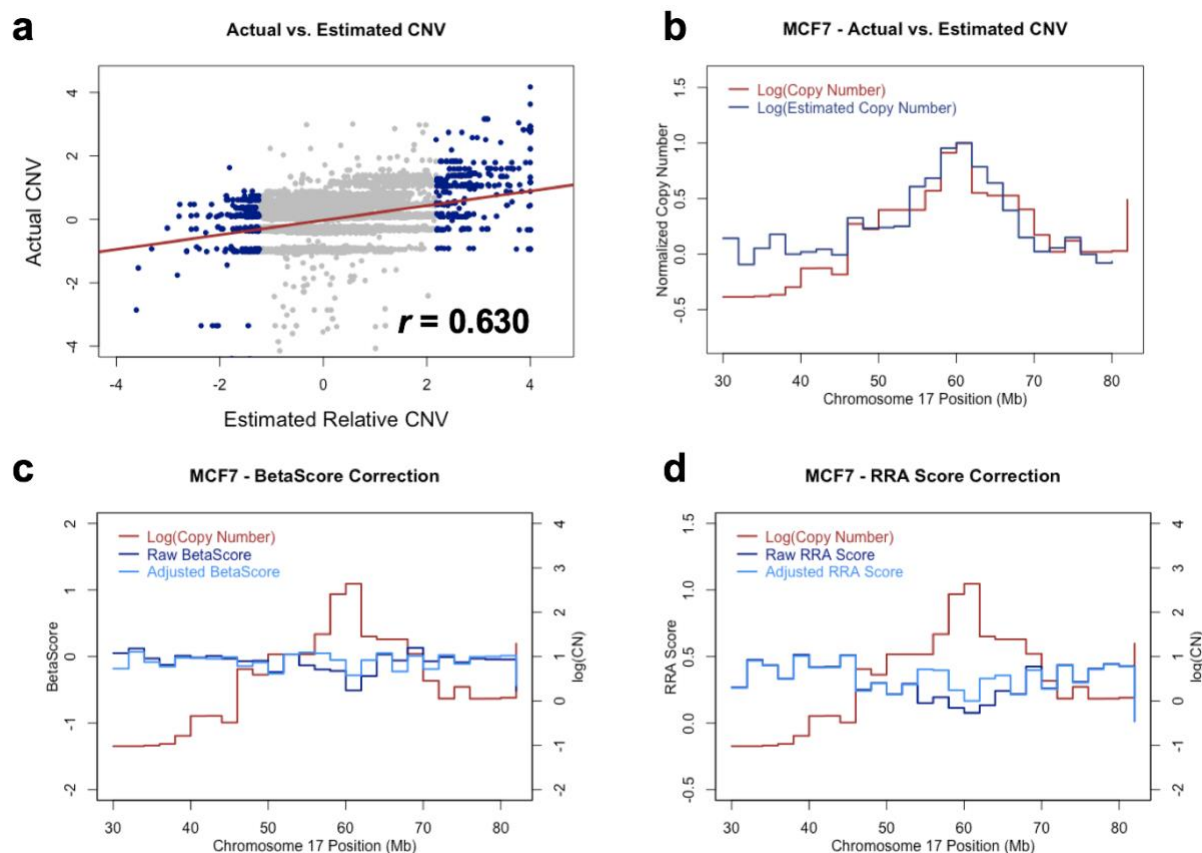 a
Actual vs. Estimated CNV
Actual CNV
4
2
0
-2
-4
r = 0.630
-4
-2
0
2
4
Estimated Relative CNV
b
MCF7 - Actual vs. Estimated CNV
Log(Copy Number)
Log(Estimated Copy Number)
Normalized Copy Number
1.5
1.0
0.5
0.0
-0.5
30
40
50
60
70
80
Chromosome 17 Position (Mb)
c
MCF7 - BetaScore Correction
Log(Copy Number)
Raw BetaScore
Adjusted BetaScore
BetaScore
2
1
0
-1
-2
log(CN)
4
3
2
1
0
-1
-2
30
40
50
60
70
80
Chromosome 17 Position (Mb)
d
MCF7 - RRA Score Correction
Log(Copy Number)
Raw RRA Score
Adjusted RRA Score
RRA Score
1.5
1.0
0.5
0.0
-0.5
log(CN)
4
3
2
1
0
-1
-2
30
40
50
60
70
80
Chromosome 17 Position (Mb)